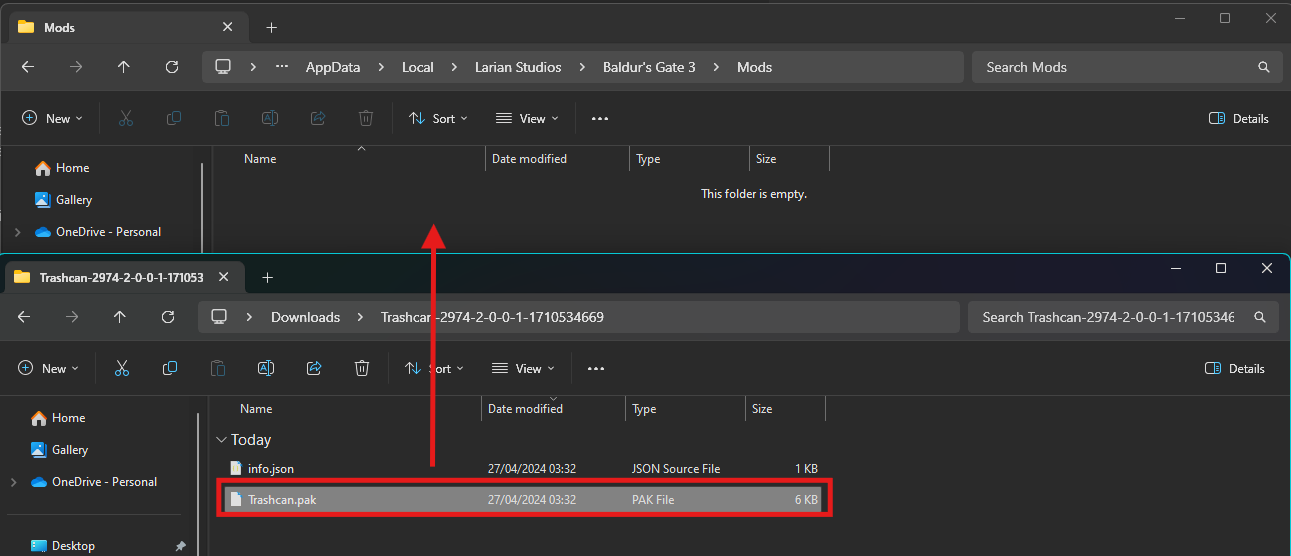 Mods
AppData Local Larian Studios Baldur's Gate 3 Mods
Search Mods
New Sort View Details
Name Date modified Type Size
Home
This folder is empty.
Gallery
OneDrive - Personal
Trashcan-2974-2-0-0-1-171053
Downloads Trashcan-2974-2-0-0-1-1710534669
Search Trashcan-2974-2-0-0-1-17105346
New Sort View Details
Name Date modified Type Size
Home
Gallery
OneDrive - Personal
Desktop
Today
info.json 27/04/2024 03:32 JSON Source File 1 KB
Trashcan.pak 27/04/2024 03:32 PAK File 6 KB